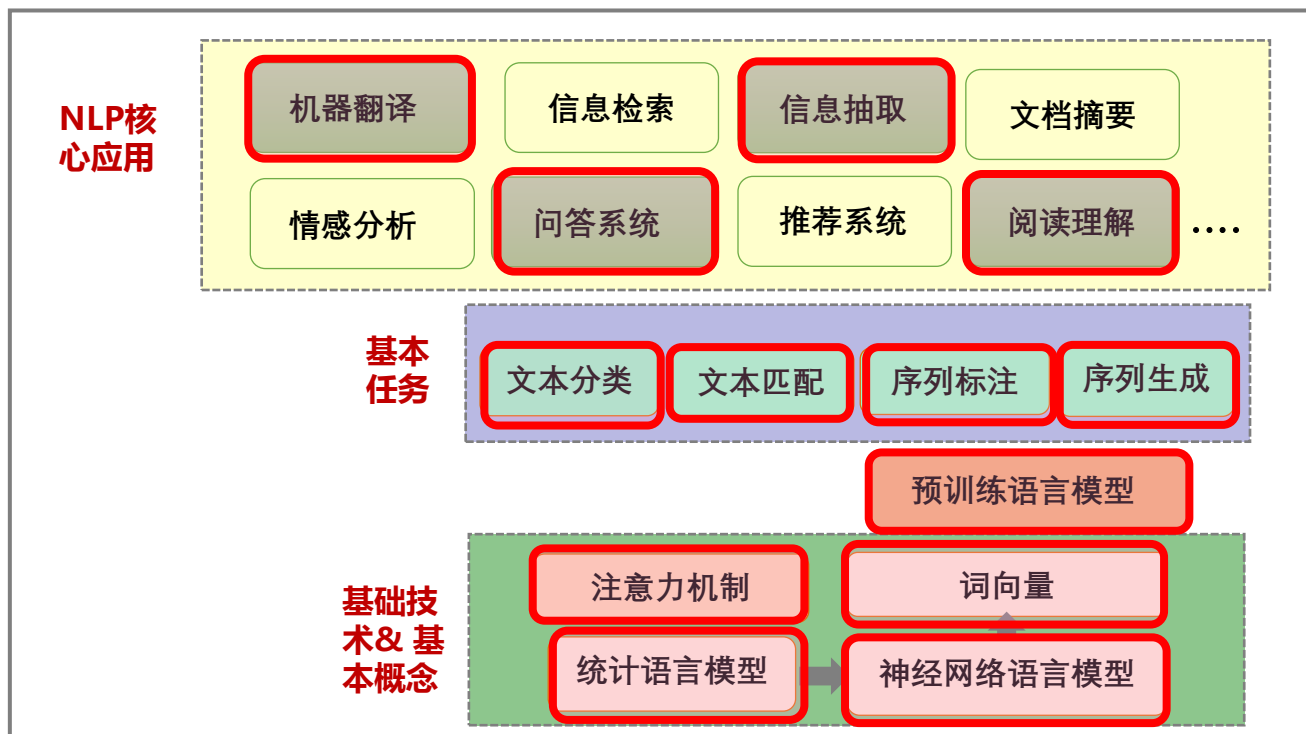 NLP核
心应用
机器翻译
信息检索
信息抽取
文档摘要
情感分析
问答系统
推荐系统
阅读理解
....
基本
任务
文本分类
文本匹配
序列标注
序列生成
预训练语言模型
基础技
术& 基
本概念
注意力机制
词向量
统计语言模型
神经网络语言模型